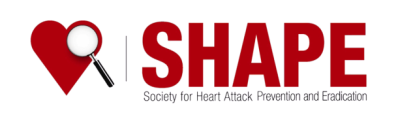 SHAPE
Society for Heart Attack Prevention and Eradication